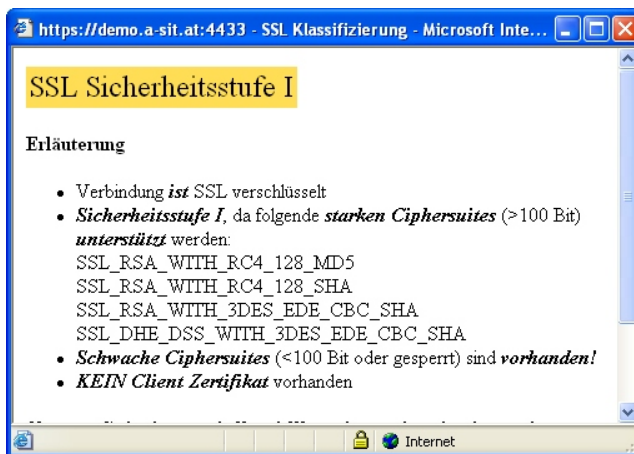 https://demo.a-sit.at:4433 - SSL Klassifizierung - Microsoft Inte...
SSL Sicherheitsstufe I
Erläuterung
• Verbindung ist SSL verschlüsselt
• Sicherheitsstufe I, da folgende starken Ciphersuites (>100 Bit)
unterstützt werden:
SSL_RSA_WITH_RC4_128_MD5
SSL_RSA_WITH_RC4_128_SHA
SSL_RSA_WITH_3DES_EDE_CBC_SHA
SSL_DHE_DSS_WITH_3DES_EDE_CBC_SHA
• Schwache Ciphersuites (<100 Bit oder gesperrt) sind vorhanden!
• KEIN Client Zertifikat vorhanden
Internet